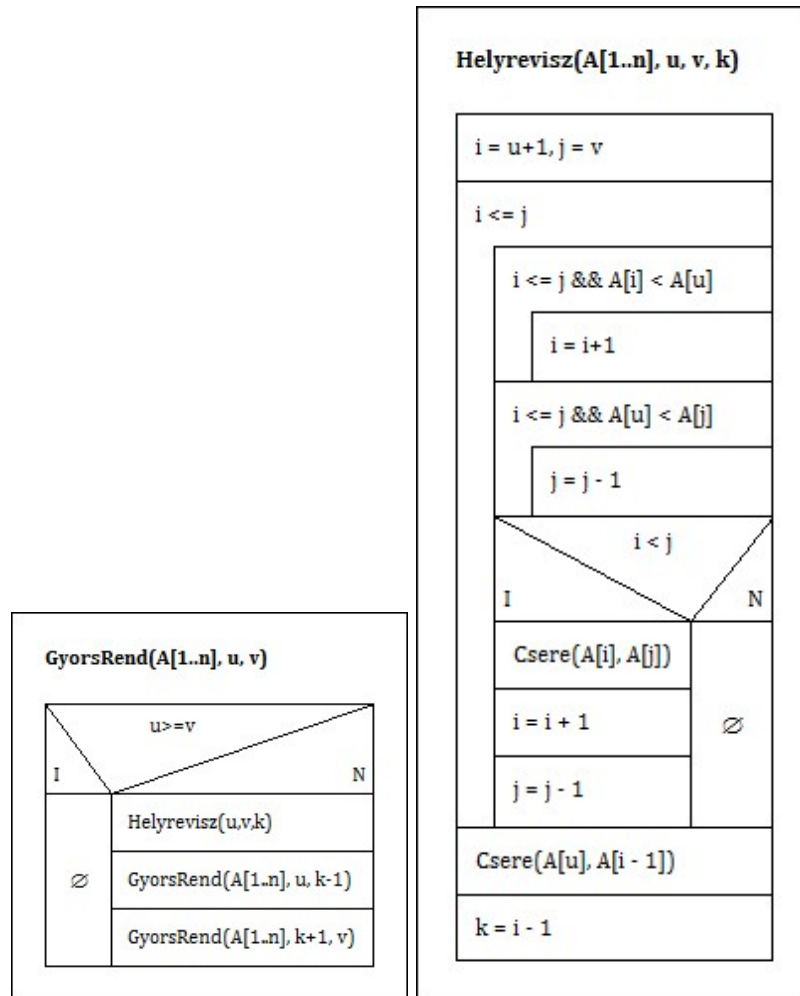 GyorsRend(A[1..n], u, v)
u>=v
I
N
Helyrevisz(u,v,k)
∅
GyorsRend(A[1..n], u, k-1)
GyorsRend(A[1..n], k+1, v)
Helyrevisz(A[1..n], u, v, k)
i = u+1, j = v
i <= j
i <= j && A[i] < A[u]
i = i+1
i <= j && A[u] < A[j]
j = j - 1
i < j
I
N
Csere(A[i], A[j])
i = i + 1
∅
j = j - 1
Csere(A[u], A[i - 1])
k = i - 1